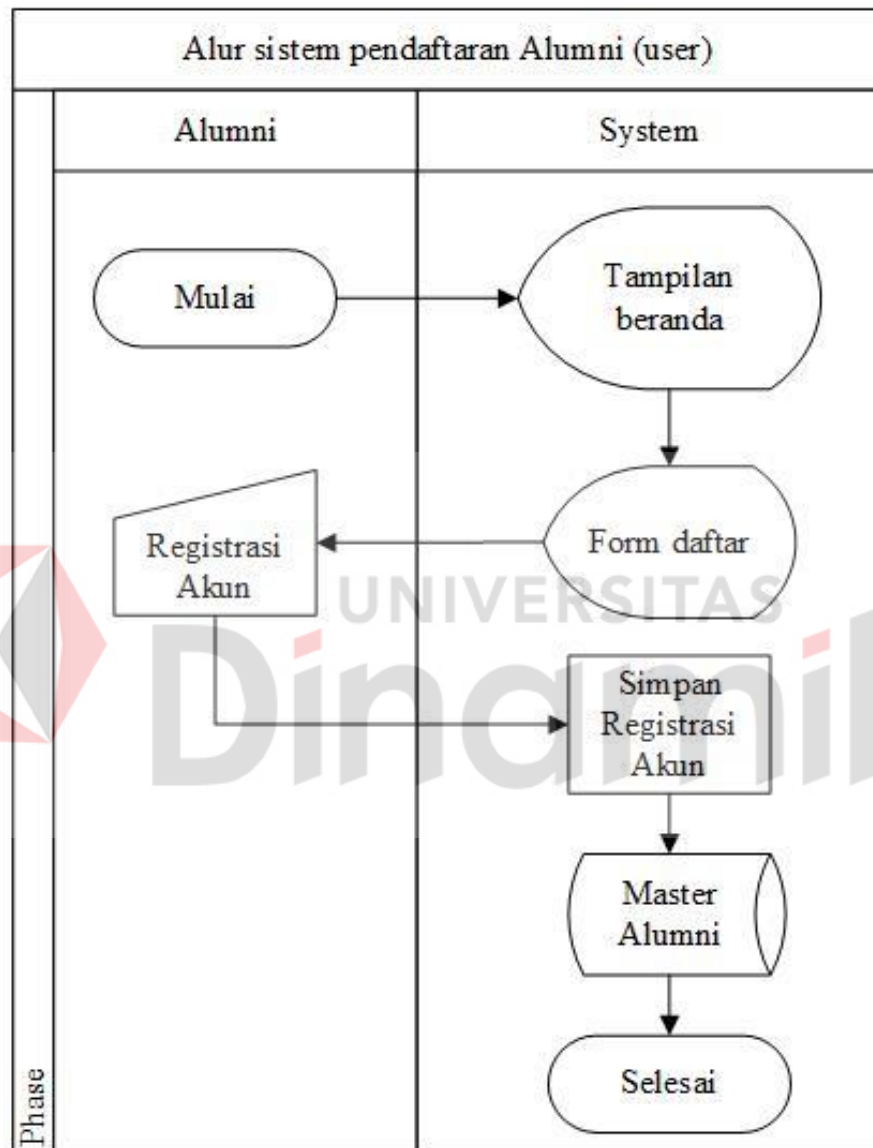 Alur sistem pendaftaran Alumni (user)
Alumni
System
Mulai
Tampilan
beranda
Form daftar
Registrasi
Akun
UNIVERSITAS
Dinamik
Simpan
Registrasi
Akun
Master
Alumni
Selesai
Phase